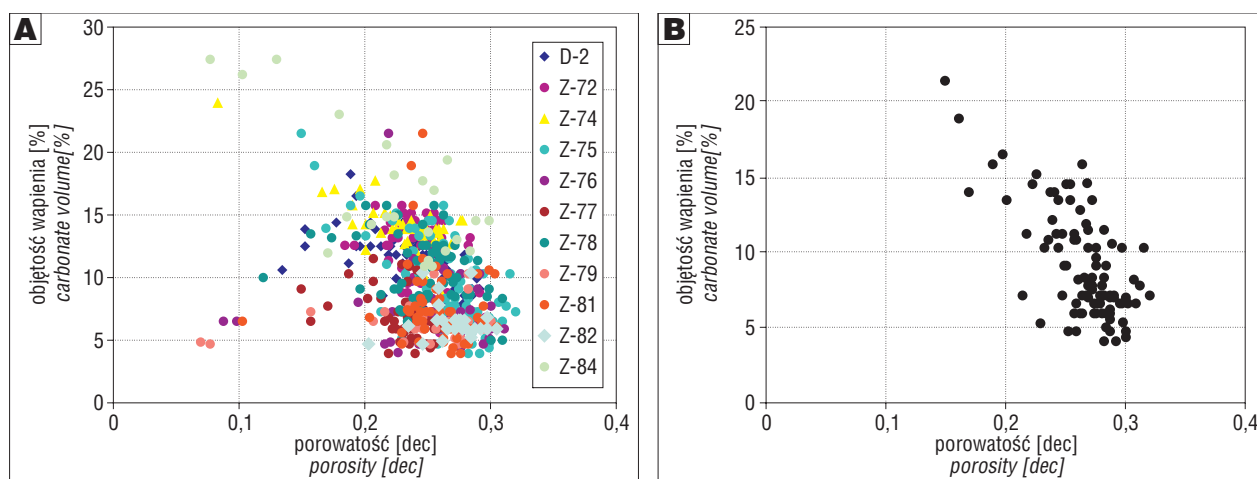 A
objętość wapienia [%]
carbonate volume[%]
30
25
20
15
10
5
0
0
0,1
0,2
0,3
0,4
porowatość [dec]
porosity [dec]
D-2
Z-72
Z-74
Z-75
Z-76
Z-77
Z-78
Z-79
Z-81
Z-82
Z-84
B
objętość wapienia [%]
carbonate volume[%]
25
20
15
10
5
0
0
0,1
0,2
0,3
0,4
porowatość [dec]
porosity [dec]